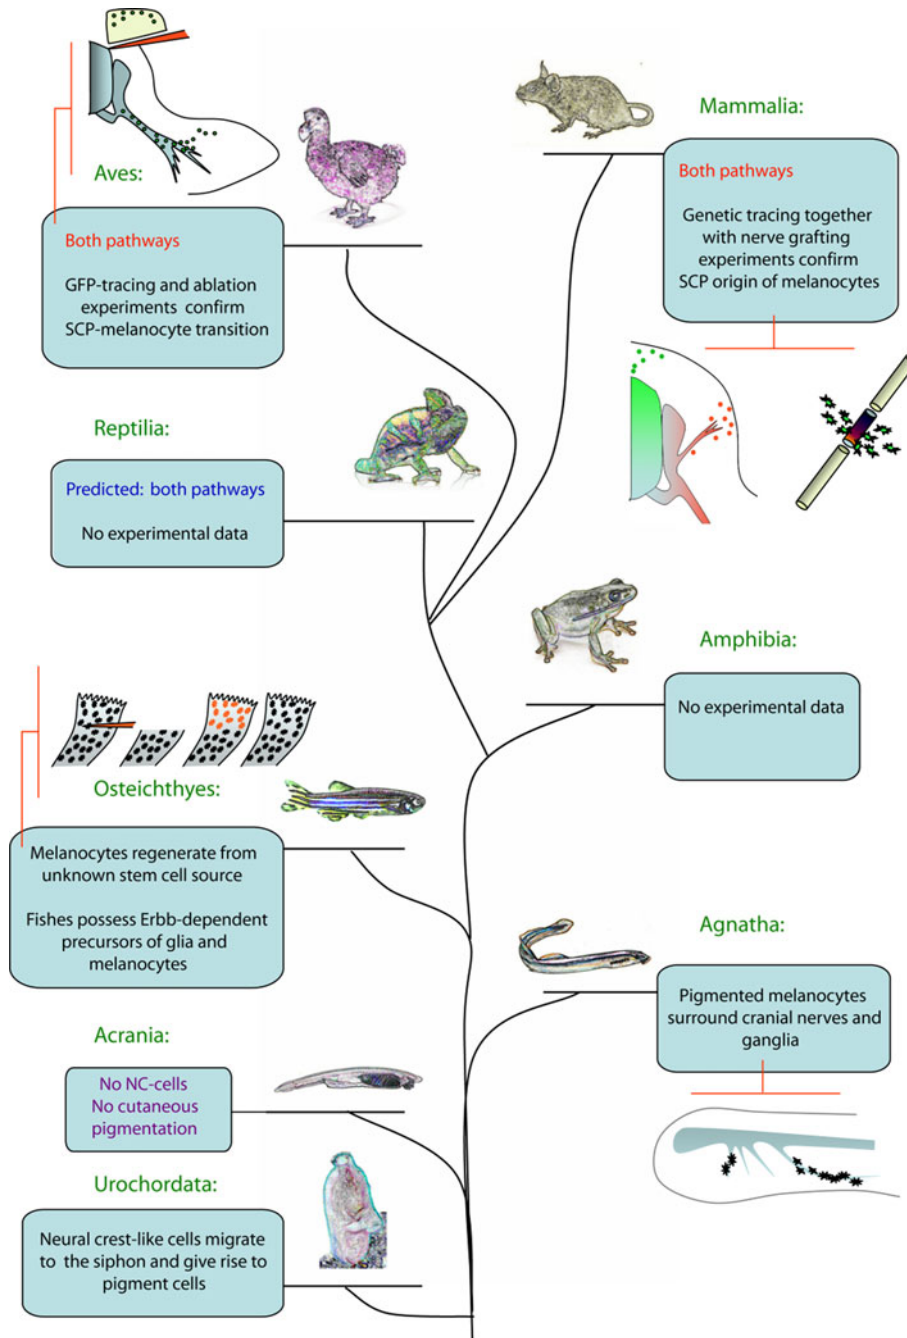 Aves:
Both pathways
GFP-tracing and ablation
experiments confirm
SCP-melanocyte transition
Mammalia:
Both pathways
Genetic tracing together
with nerve grafting
experiments confirm
SCP origin of melanocytes
Reptilia:
Predicted: both pathways
No experimental data
Amphibia:
No experimental data
Osteichthyes:
Melanocytes regenerate from
unknown stem cell source
Fishes possess Erbb-dependent
precursors of glia and
melanocytes
Agnatha:
Pigmented melanocytes
surround cranial nerves and
ganglia
Acrania:
No NC-cells
No cutaneous
pigmentation
Urochordata:
Neural crest-like cells migrate
to the siphon and give rise to
pigment cells